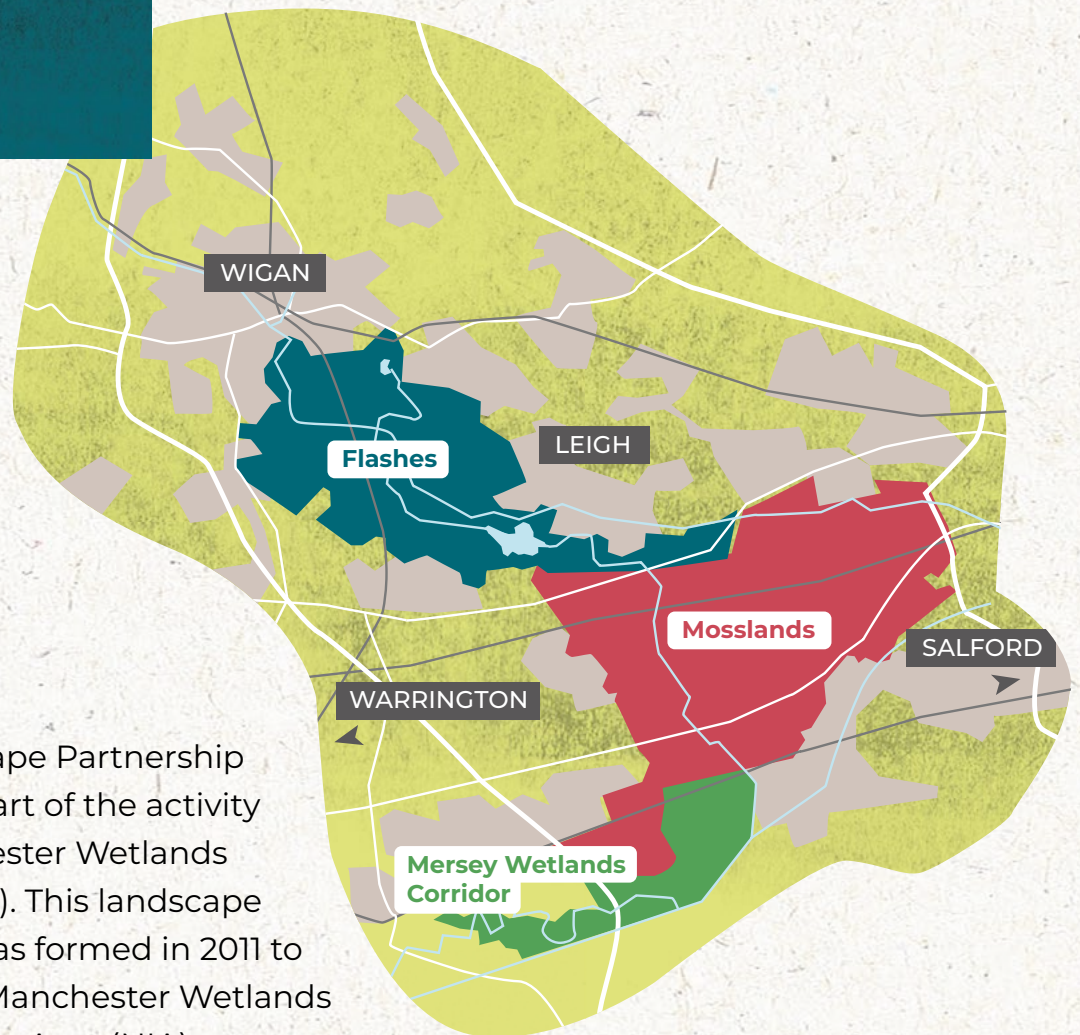 WIGAN
LEIGH
Flashes
Mosslands
SALFORD
WARRINGTON
Mersey Wetlands
Corridor
ape Partnership
art of the activity
ester Wetlands
). This landscape
as formed in 2011 to
Manchester Wetlands